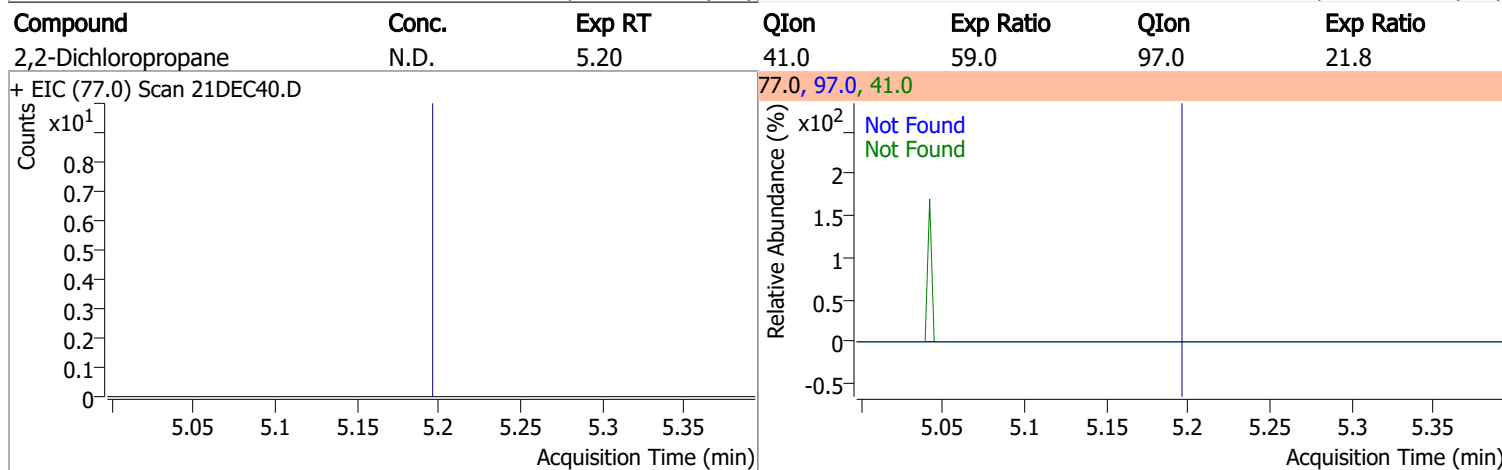 Compound Conc. Exp RT QIon Exp Ratio QIon Exp Ratio
2,2-Dichloropropane N.D. 5.20 41.0 59.0 97.0 21.8
+ EIC (77.0) Scan 21DEC40.D
Counts
x10¹
0.8
0.7
0.6
0.5
0.4
0.3
0.2
0.1
0
5.05 5.1 5.15 5.2 5.25 5.3 5.35
Acquisition Time (min)
77.0, 97.0, 41.0
Relative Abundance (%)
x10²
Not Found
Not Found
2
1.5
1
0.5
0
-0.5
5.05 5.1 5.15 5.2 5.25 5.3 5.35
Acquisition Time (min)